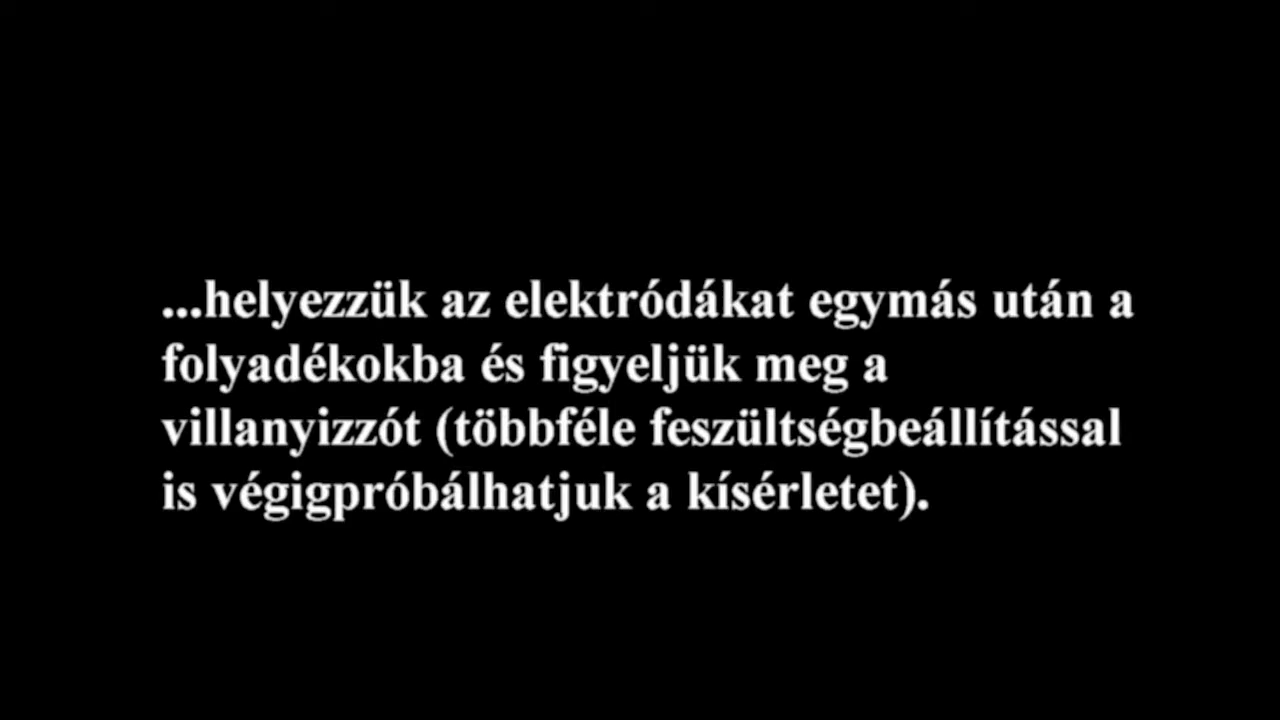 ...helyezzük az elektródákat egymás után a
folyadékokba és figyeljük meg a
villanyizzót (többféle feszültségbeállítással
is végigpróbálhatjuk a kísérletet).